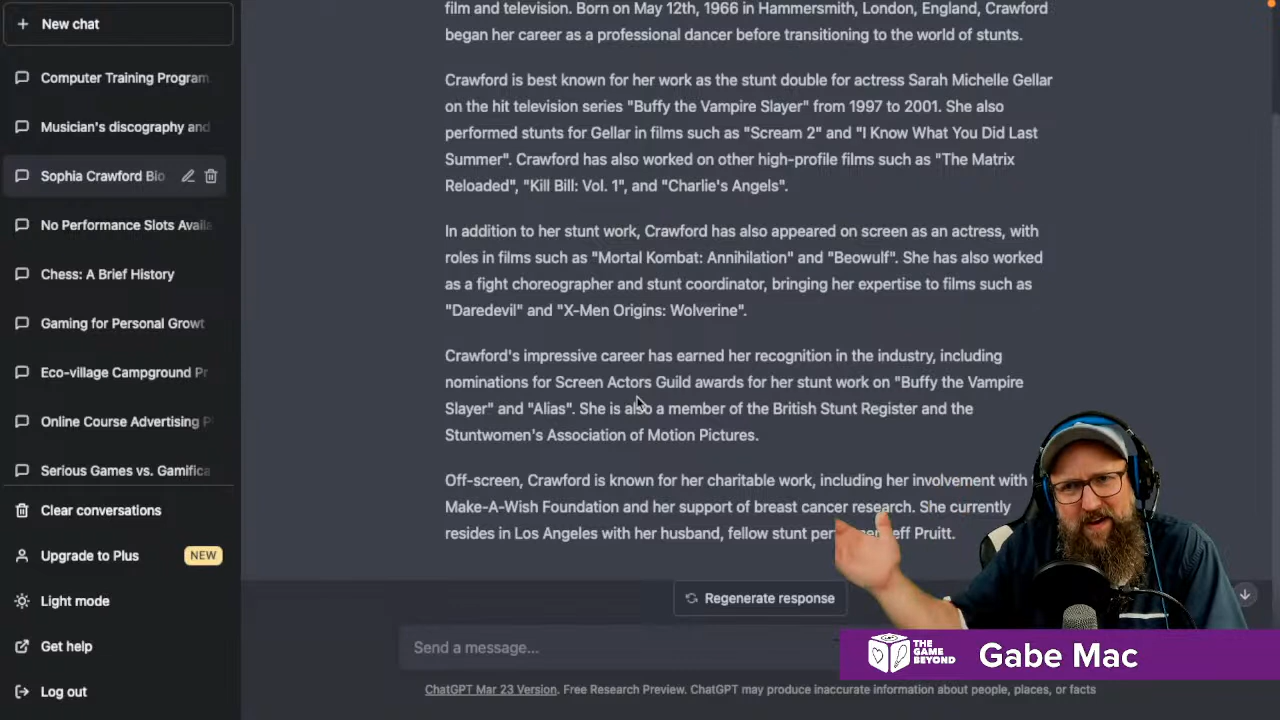 New chat
Computer Training Program
Musician's discography and
Sophia Crawford Bio
No Performance Slots Availa
Chess: A Brief History
Gaming for Personal Growt
Eco-village Campground Pr
Online Course Advertising P
Serious Games vs. Gamifica
Clear conversations
Upgrade to Plus NEW
Light mode
Get help
Log out
film and television. Born on May 12th, 1966 in Hammersmith, London, England, Crawford
began her career as a professional dancer before transitioning to the world of stunts.
Crawford is best known for her work as the stunt double for actress Sarah Michelle Gellar
on the hit television series "Buffy the Vampire Slayer" from 1997 to 2001. She also
performed stunts for Gellar in films such as "Scream 2" and "I Know What You Did Last
Summer". Crawford has also worked on other high-profile films such as "The Matrix
Reloaded", "Kill Bill: Vol. 1", and "Charlie's Angels".
In addition to her stunt work, Crawford has also appeared on screen as an actress, with
roles in films such as "Mortal Kombat: Annihilation" and "Beowulf". She has also worked
as a fight choreographer and stunt coordinator, bringing her expertise to films such as
"Daredevil" and "X-Men Origins: Wolverine".
Crawford's impressive career has earned her recognition in the industry, including
nominations for Screen Actors Guild awards for her stunt work on "Buffy the Vampire
Slayer" and "Alias". She is also a member of the British Stunt Register and the
Stuntwomen's Association of Motion Pictures.
Off-screen, Crawford is known for her charitable work, including her involvement with
Make-A-Wish Foundation and her support of breast cancer research. She currently
resides in Los Angeles with her husband, fellow stunt Pruitt.
Regenerate response
Send a message...
ChatGPT Mar 23 Version. Free Research Preview. ChatGPT may produce inaccurate information about people, places, or facts
THE
GAME
BEYOND
Gabe Mac